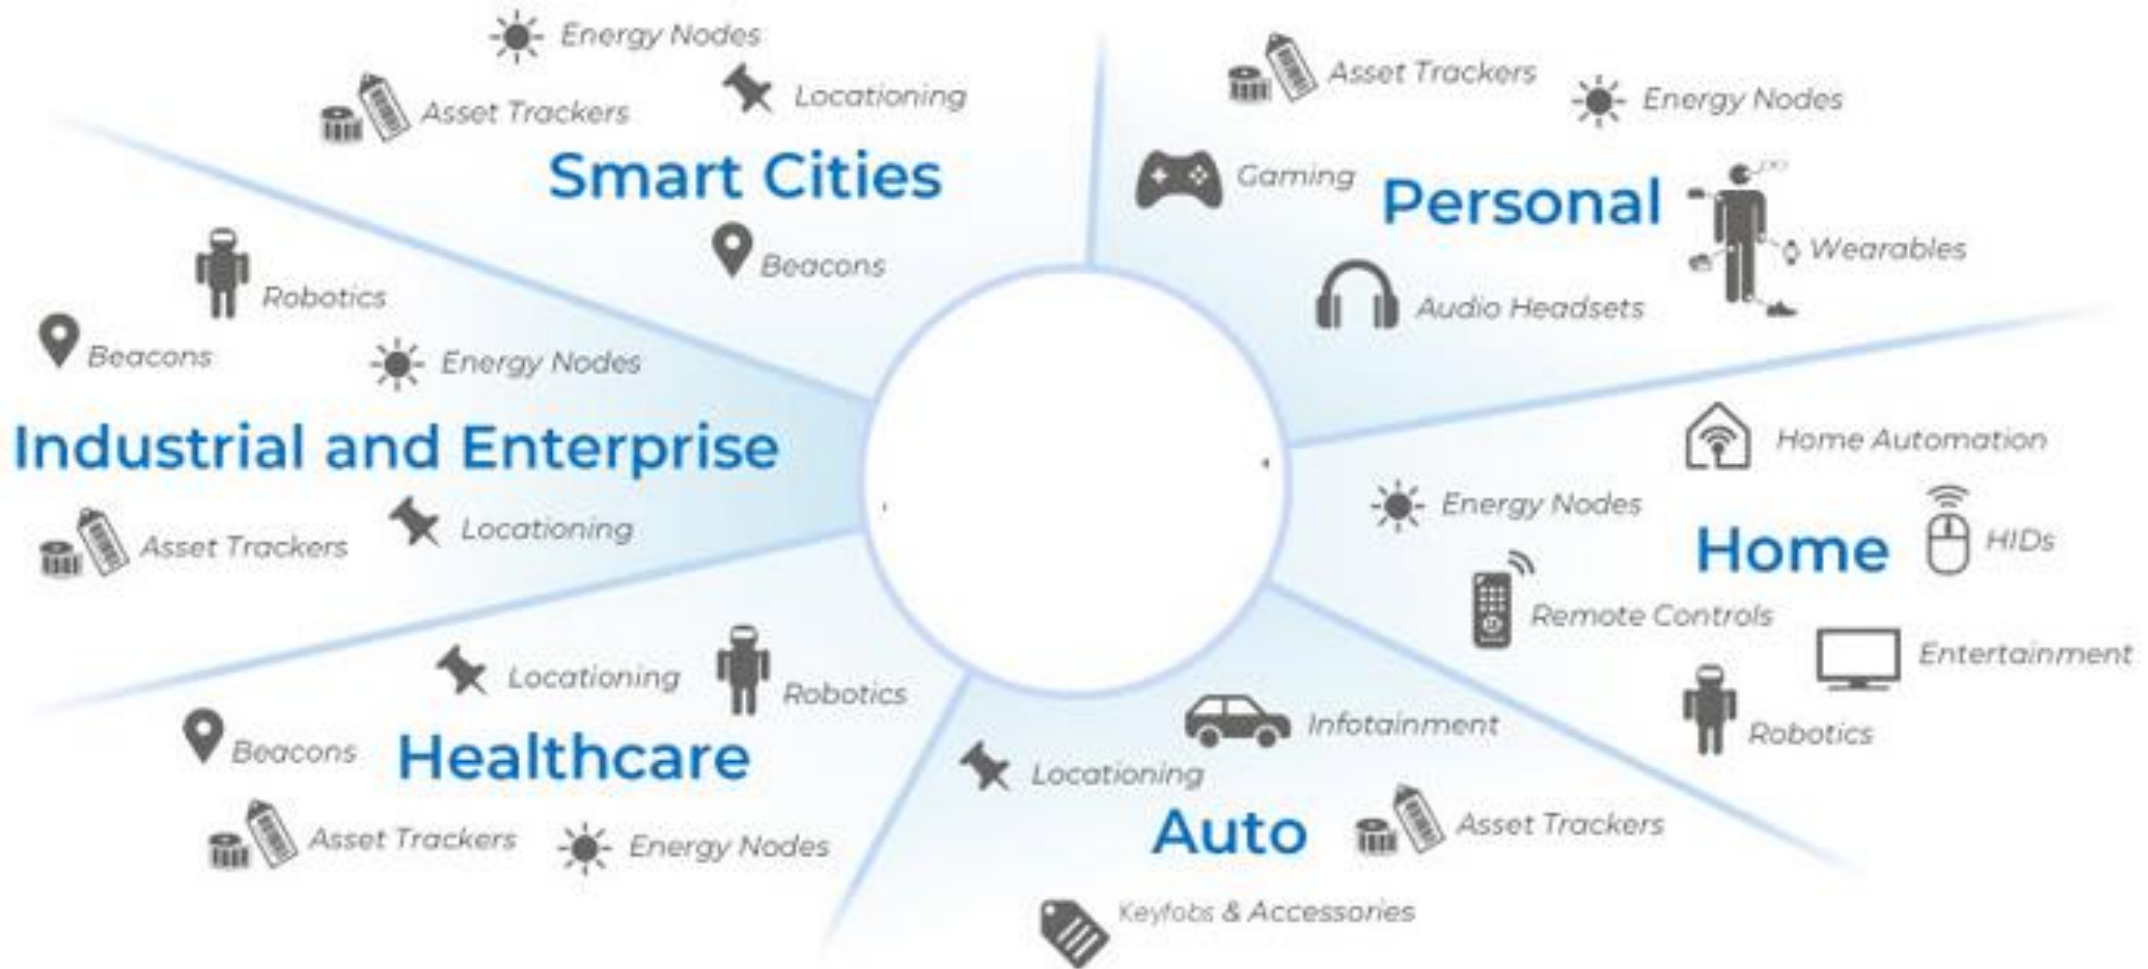 Energy Nodes
Asset Trackers
Locationing
Smart Cities
Beacons
Asset Trackers
Energy Nodes
Gaming
Personal
Wearables
Audio Headsets
Robotics
Beacons
Energy Nodes
Industrial and Enterprise
Asset Trackers
Locationing
Home Automation
Energy Nodes
Home
HIDs
Remote Controls
Entertainment
Robotics
Locationing
Robotics
Beacons
Healthcare
Asset Trackers
Energy Nodes
Infotainment
Locationing
Auto
Asset Trackers
Keyfobs & Accessories